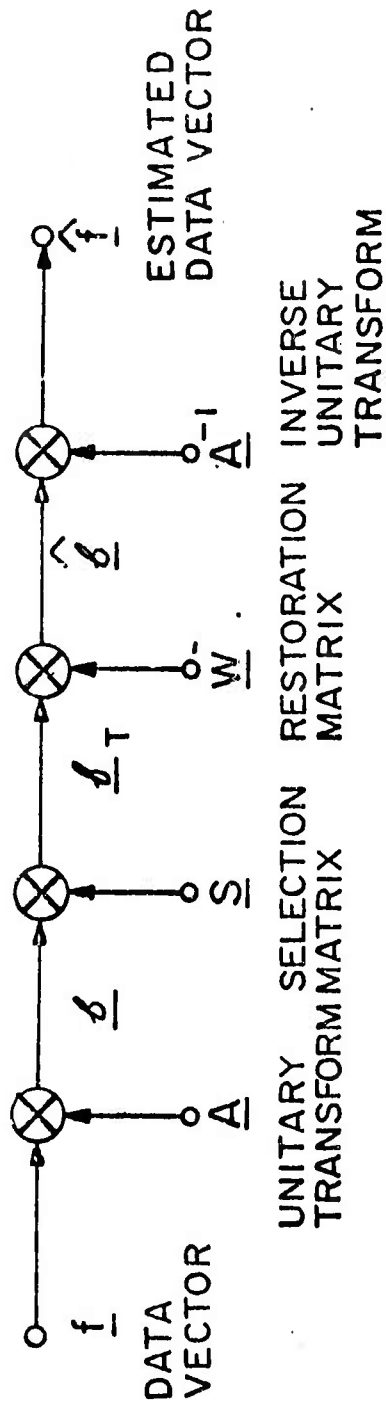 f
DATA
VECTOR
A
UNITARY
TRANSFORM
𝒻
S
SELECTION
MATRIX
𝒻 T
W -
RESTORATION
MATRIX
𝒻̂
A -1
INVERSE
UNITARY
TRANSFORM
f̂
ESTIMATED
DATA VECTOR